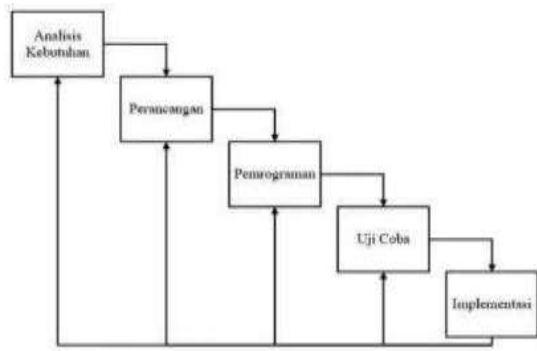 Analisis
Kebutuhan
Perancangan
Pemrograman
Uji Coba
Implementasi